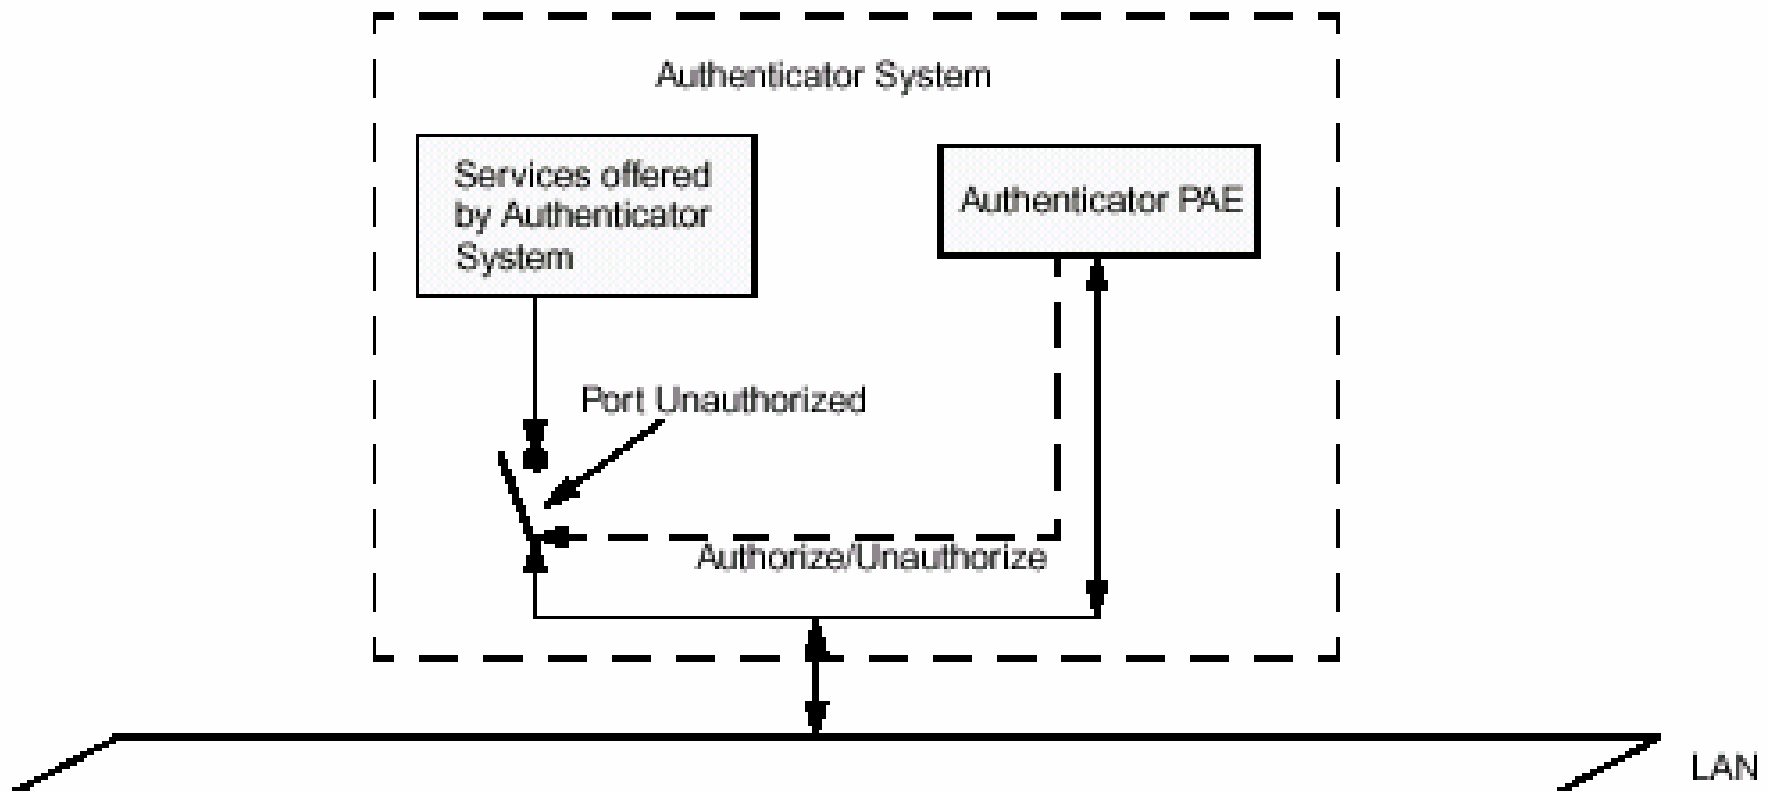 Authenticator System
Services offered
by Authenticator
System
Authenticator PAE
Port Unauthorized
Authorize/Unauthorize
LAN